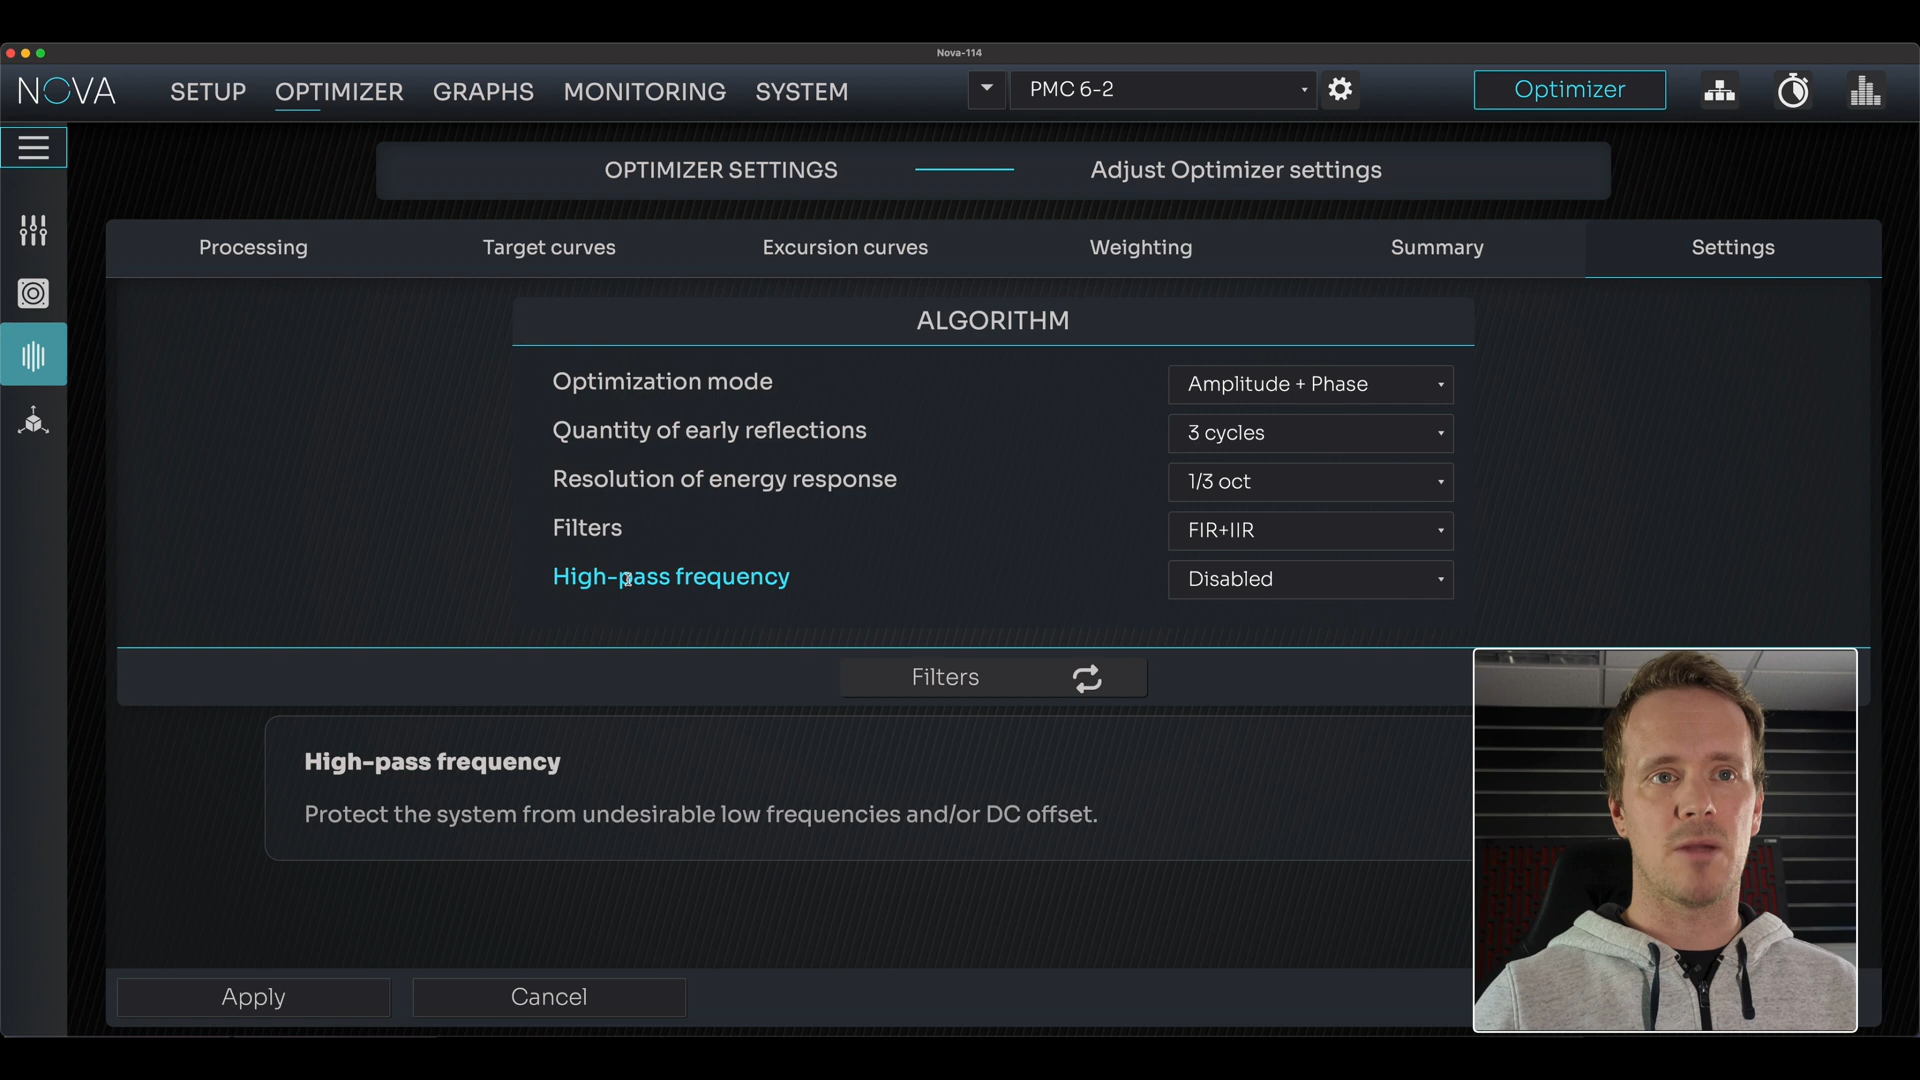 Nova-114
NOVA SETUP OPTIMIZER GRAPHS MONITORING SYSTEM PMC 6-2 Optimizer
OPTIMIZER SETTINGS Adjust Optimizer settings
Processing Target curves Excursion curves Weighting Summary Settings
ALGORITHM
Optimization mode Amplitude + Phase
Quantity of early reflections 3 cycles
Resolution of energy response 1/3 oct
Filters FIR+IIR
High-pass frequency Disabled
Filters
High-pass frequency
Protect the system from undesirable low frequencies and/or DC offset.
Apply Cancel